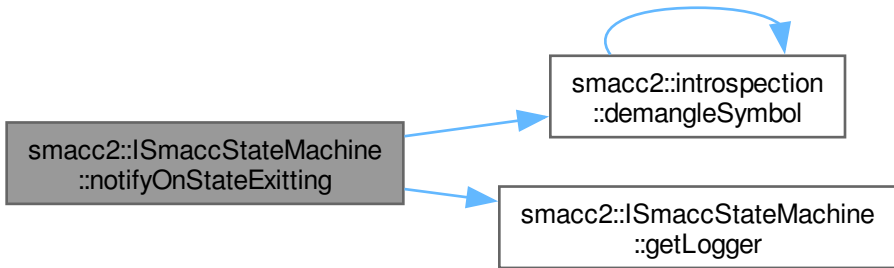 smacc2::introspection
::demangleSymbol
smacc2::ISmaccStateMachine
::notifyOnStateExitting
smacc2::ISmaccStateMachine
::getLogger